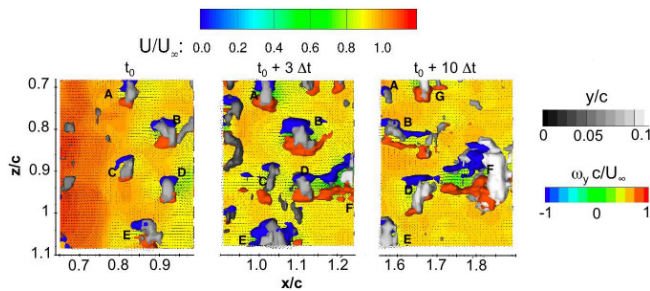 U/U∞: 0.0 0.2 0.4 0.6 0.8 1.0
t0 t0 + 3 Δt t0 + 10 Δt
z/c
0.7
0.8
0.9
1
1.1
A
B
C
D
E
A
B
C
D
F
E
A
G
B
F
D
E
0.7 0.8 0.9
1.0 1.1 1.2
1.6 1.7 1.8
x/c
y/c
0 0.05 0.1
ωy c/U∞
-1 0 1